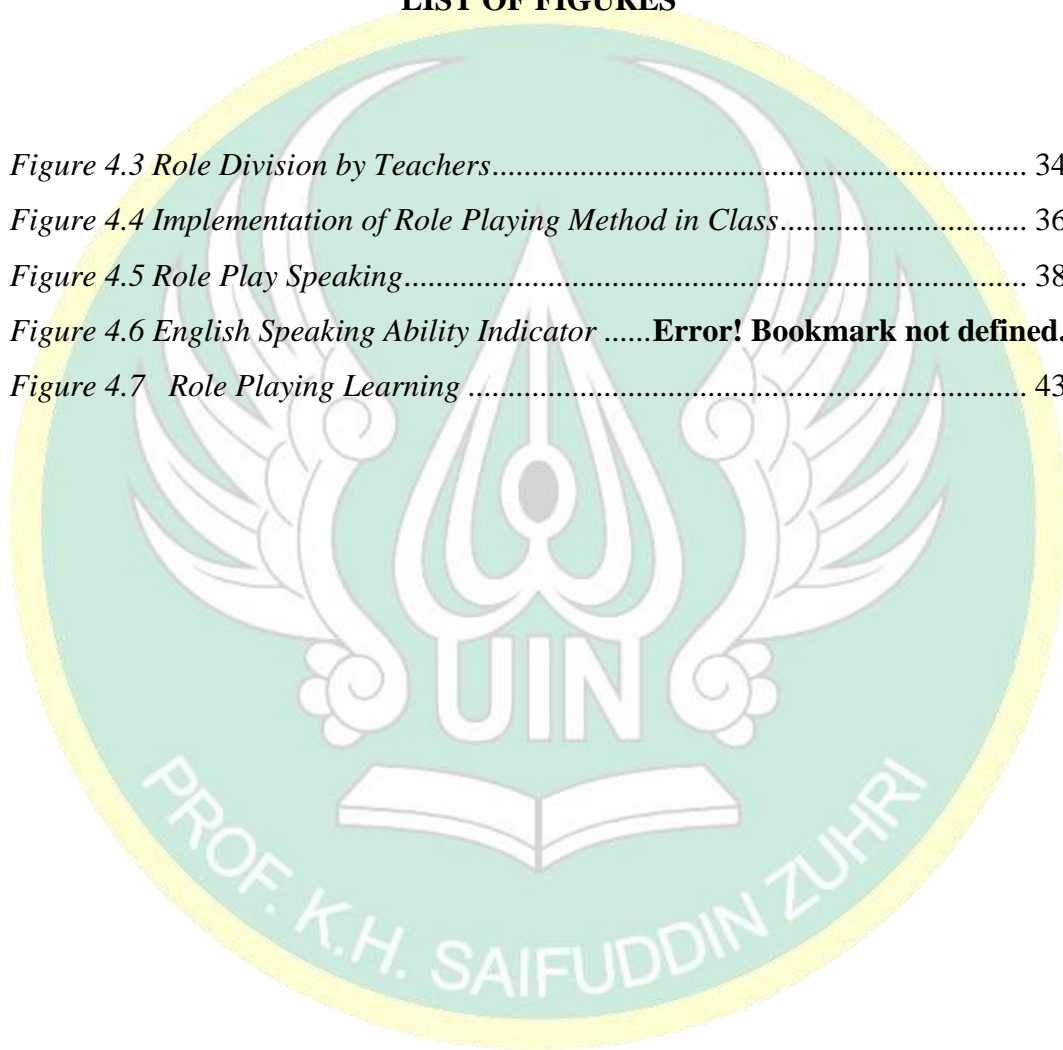 LIST OF FIGURES
Figure 4.3 Role Division by Teachers.................................................................. 34
Figure 4.4 Implementation of Role Playing Method in Class.............................. 36
Figure 4.5 Role Play Speaking............................................................................. 38
Figure 4.6 English Speaking Ability Indicator ......Error! Bookmark not defined.
Figure 4.7 Role Playing Learning ..................................................................... 43
UIN
PROF. K.H. SAIFUDDIN ZUHRI